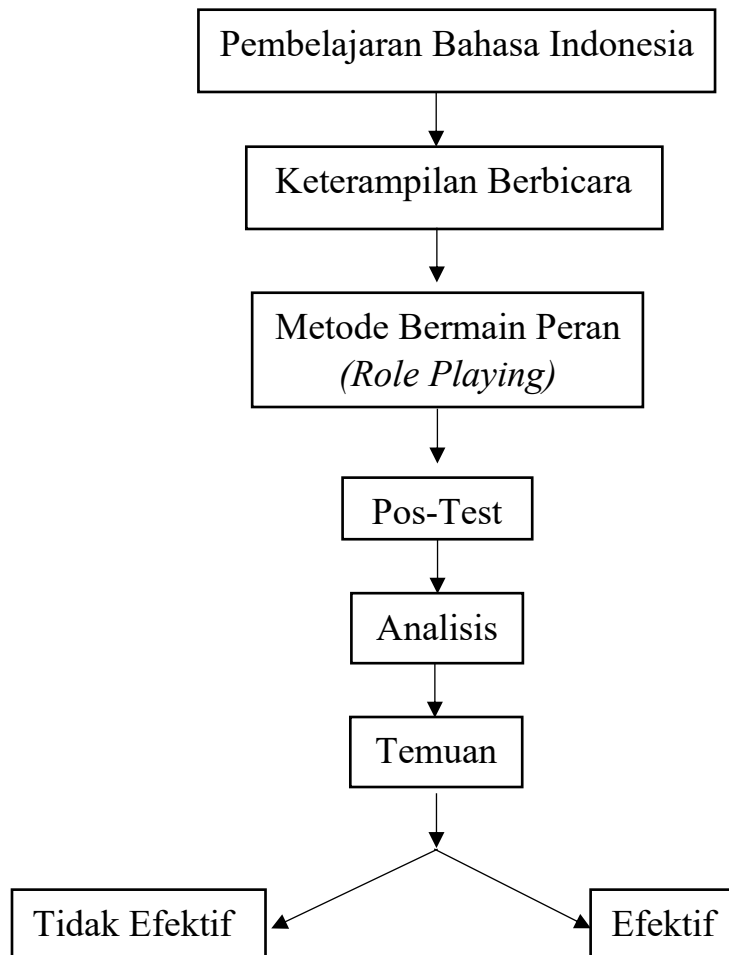 Pembelajaran Bahasa Indonesia
Keterampilan Berbicara
Metode Bermain Peran
(Role Playing)
Pos-Test
Analisis
Temuan
Tidak Efektif
Efektif